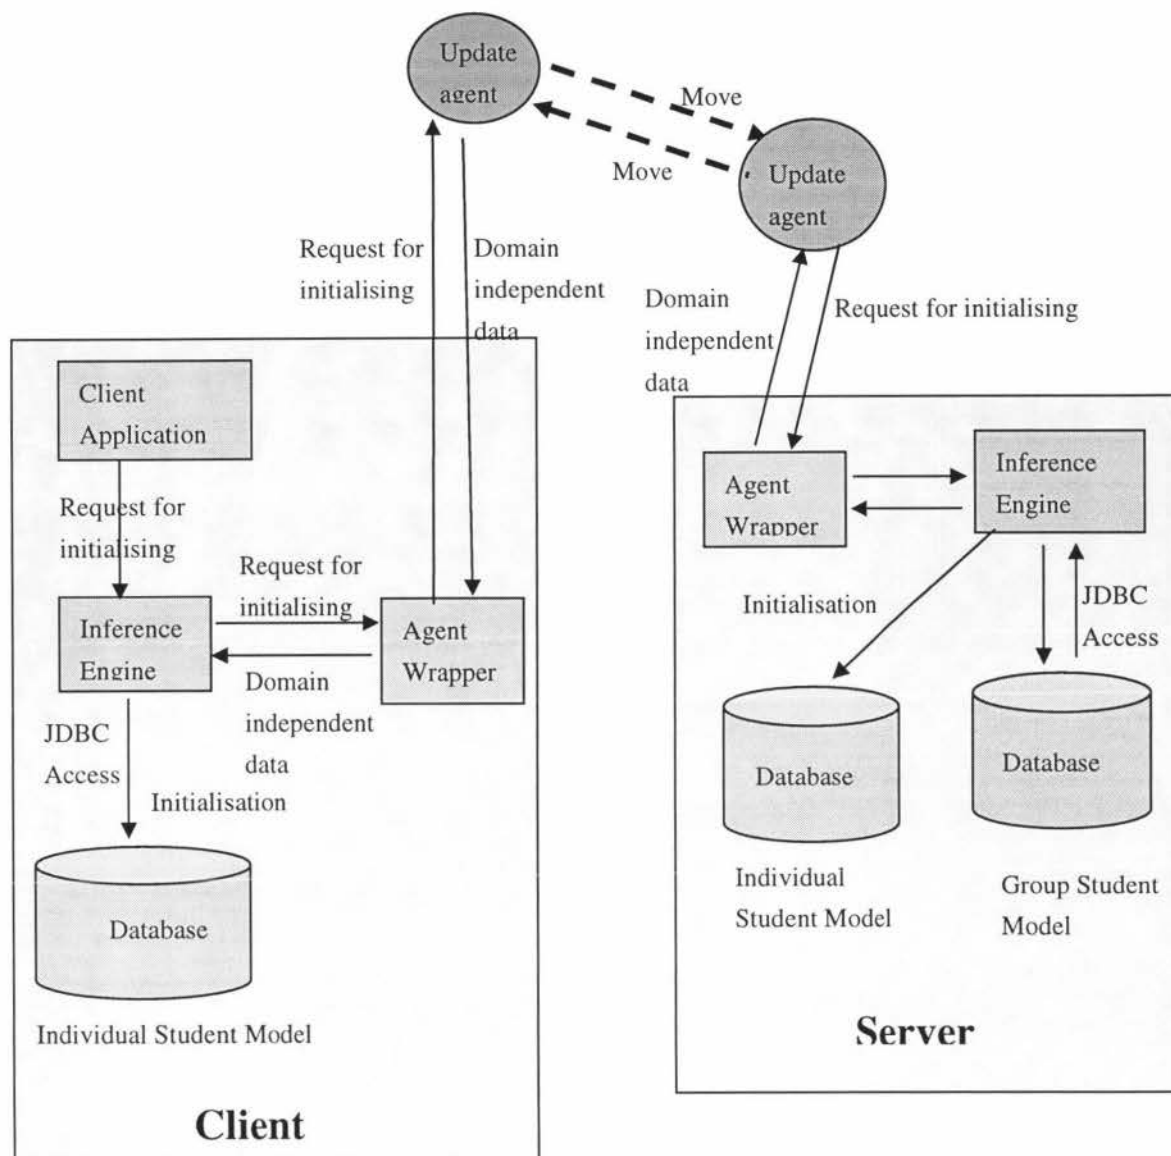 Update
agent
Move
Move
Update
agent
Request for
initialising
Domain
independent
data
Domain
independent
data
Request for initialising
Client
Application
Request for
initialising
Request for
initialising
Inference
Engine
Agent
Wrapper
Domain
independent
data
JDBC
Access
Initialisation
Database
Individual Student Model
Client
Agent
Wrapper
Inference
Engine
Initialisation
JDBC
Access
Database
Database
Individual
Student Model
Group Student
Model
Server